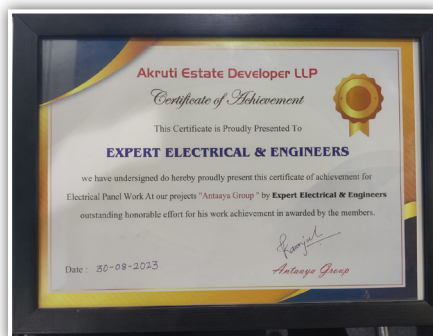 Akruti Estate Developer LLP
Certificate of Achievement
This Certificate is Proudly Presented To
EXPERT ELECTRICAL & ENGINEERS
we have undersigned do hereby proudly present this certificate of achievement for
Electrical Panel Work At our projects "Antaaya Group " by Expert Electrical & Engineers
outstanding honorable effort for his work achievement in awarded by the members.
Date : 30-08-2023
Antaaya Group